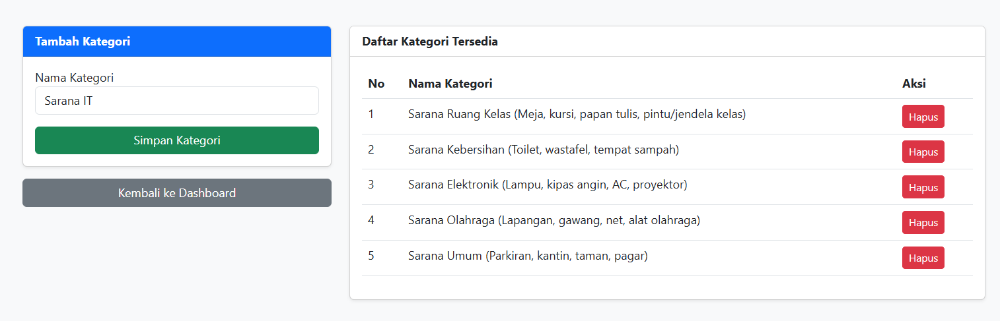 Tambah Kategori
Nama Kategori
Sarana IT
Simpan Kategori
Kembali ke Dashboard
Daftar Kategori Tersedia
No Nama Kategori Aksi
1 Sarana Ruang Kelas (Meja, kursi, papan tulis, pintu/jendela kelas) Hapus
2 Sarana Kebersihan (Toilet, wastafel, tempat sampah) Hapus
3 Sarana Elektronik (Lampu, kipas angin, AC, proyektor) Hapus
4 Sarana Olahraga (Lapangan, gawang, net, alat olahraga) Hapus
5 Sarana Umum (Parkiran, kantin, taman, pagar) Hapus